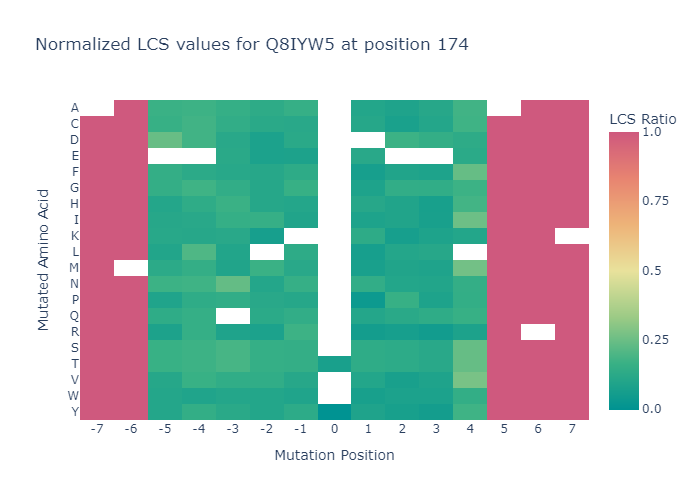 Normalized LCS values for Q8IYW5 at position 174
LCS Ratio
1.0
0.75
0.5
0.25
0.0
Mutated Amino Acid
A
C
D
E
F
G
H
I
K
L
M
N
P
Q
R
S
T
V
W
Y
-7 -6 -5 -4 -3 -2 -1 0 1 2 3 4 5 6 7
Mutation Position